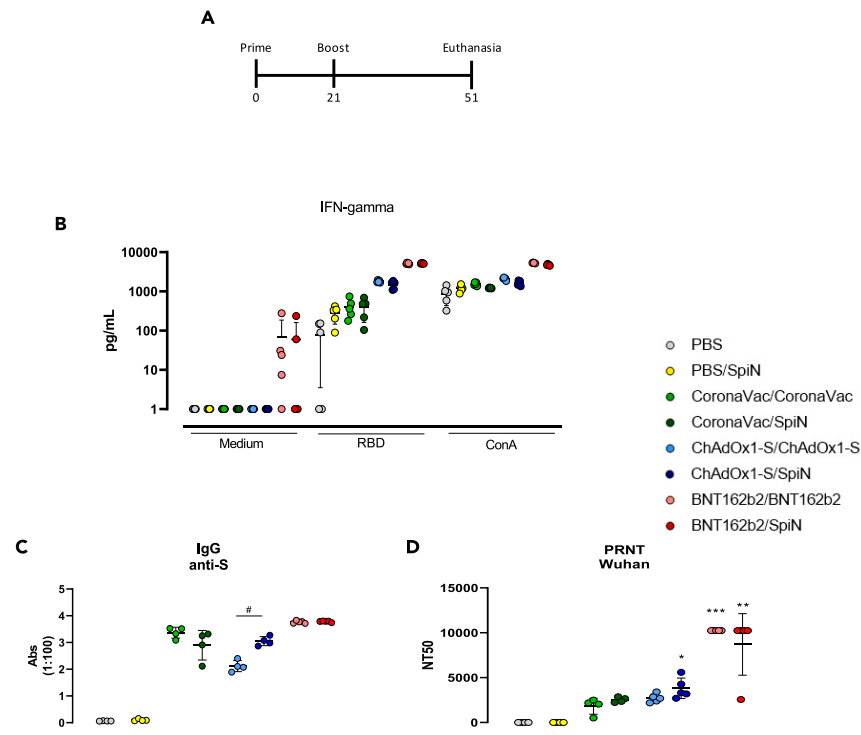 A
Prime Boost Euthanasia
0 21 51
B
IFN-gamma
pg/mL
10000
1000
100
10
1
Medium RBD ConA
PBS
PBS/SpiN
CoronaVac/CoronaVac
CoronaVac/SpiN
ChAdOx1-S/ChAdOx1-S
ChAdOx1-S/SpiN
BNT162b2/BNT162b2
BNT162b2/SpiN
C
IgG
anti-S
Abs
(1:100)
5
4
3
2
1
0
#
D
PRNT
Wuhan
NT50
15000
10000
5000
0
*
***
**